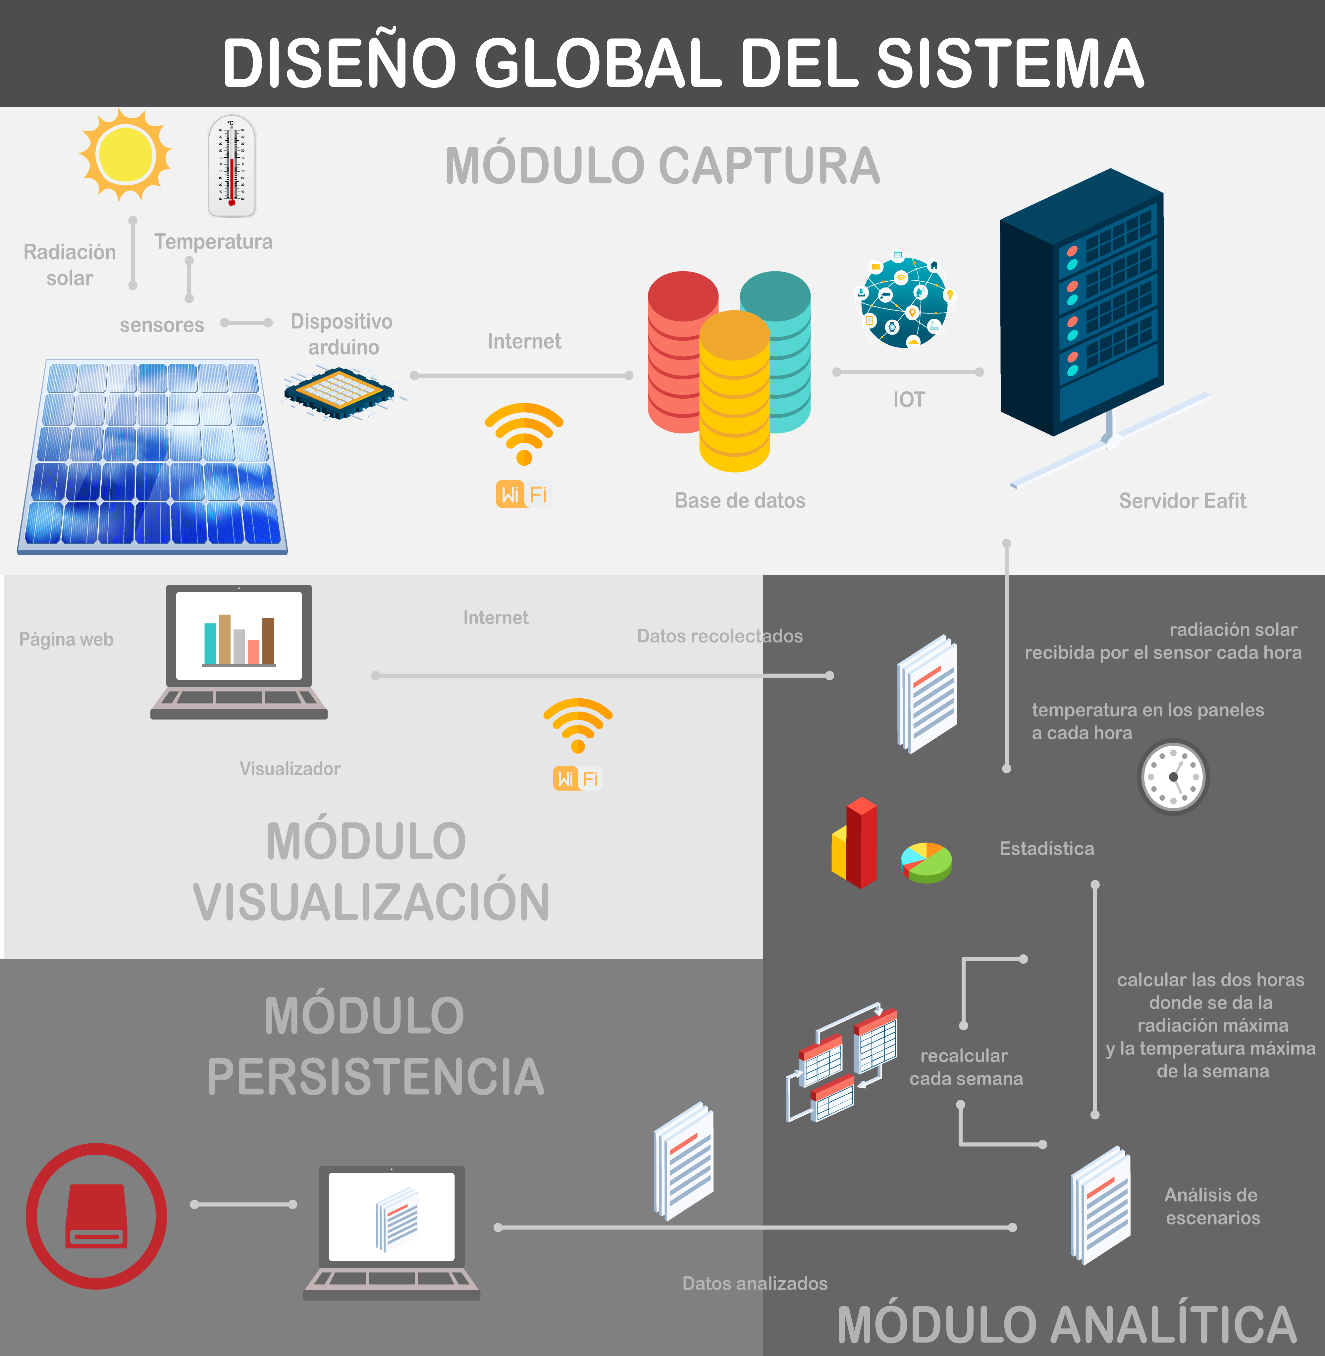 DISEÑO GLOBAL DEL SISTEMA
MÓDULO CAPTURA
Radiación
solar
Temperatura
sensores
Dispositivo
arduino
Internet
Wi Fi
Base de datos
IOT
Servidor Eafit
Página web
Visualizador
Internet
Wi Fi
Datos recolectados
MÓDULO
VISUALIZACIÓN
radiación solar
recibida por el sensor cada hora
temperatura en los paneles
a cada hora
Estadística
calcular las dos horas
donde se da la
radiación máxima
y la temperatura máxima
de la semana
recalcular
cada semana
Análisis de
escenarios
MÓDULO
PERSISTENCIA
Datos analizados
MÓDULO ANALÍTICA